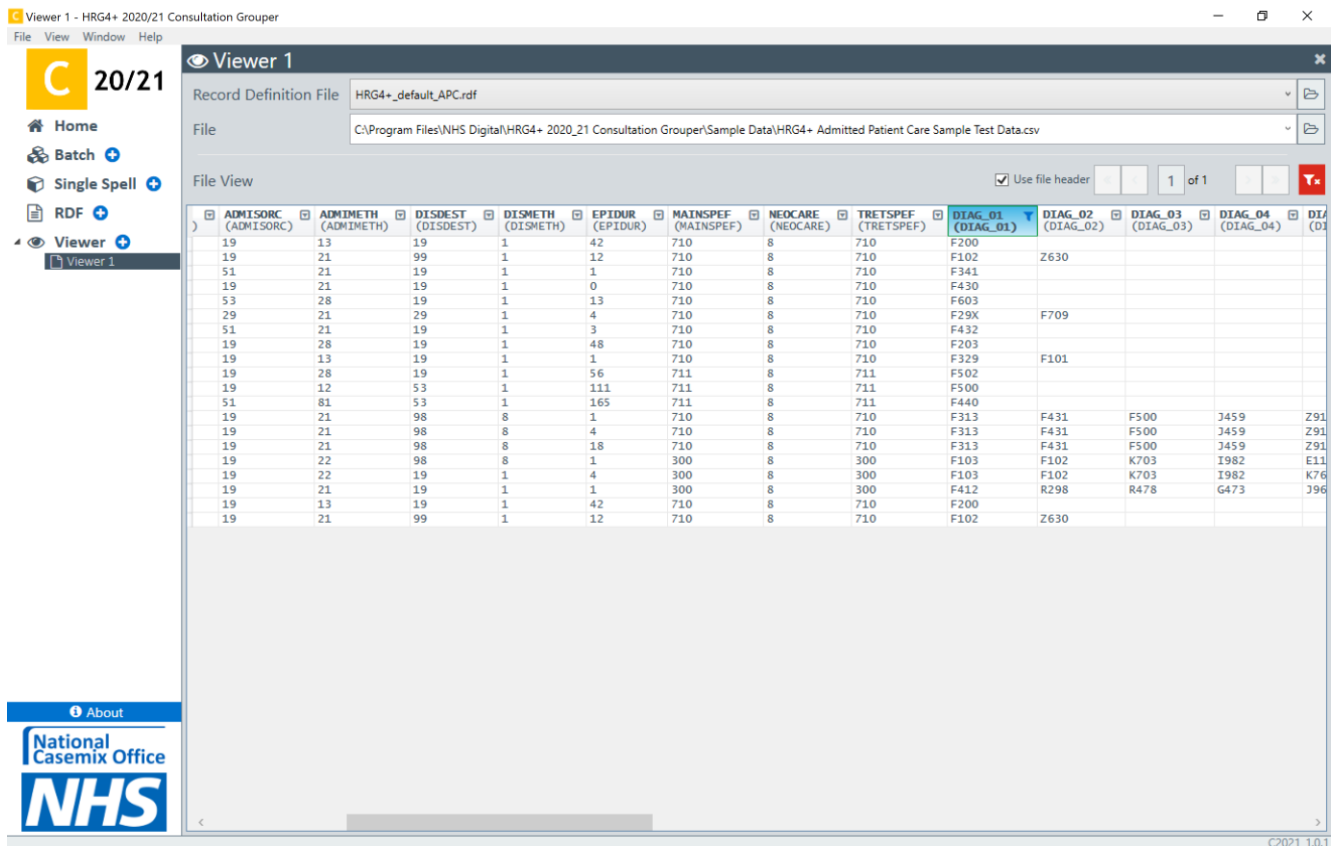 C Viewer 1 - HRG4+ 2020/21 Consultation Grouper
File View Window Help
C 20/21
Home
Batch
Single Spell
RDF
Viewer
Viewer 1
Viewer 1
Record Definition File HRG4+_default_APC.rdf
File C:\Program Files\NHS Digital\HRG4+ 2020_21 Consultation Grouper\Sample Data\HRG4+ Admitted Patient Care Sample Test Data.csv
File View Use file header 1 of 1
ADMISORC ADMIMETH DISDEST DISMETH EPIDUR MAINSPEF NEOCARE TRETSPEF DIAG_01 DIAG_02 DIAG_03 DIAG_04 DIA
) (ADMISORC) (ADMIMETH) (DISDEST) (DISMETH) (EPIDUR) (MAINSPEF) (NEOCARE) (TRETSPEF) (DIAG_01) (DIAG_02) (DIAG_03) (DIAG_04) (DI
19 13 19 1 42 710 8 710 F200
19 21 99 1 12 710 8 710 F102 Z630
51 21 19 1 1 710 8 710 F341
19 21 19 1 0 710 8 710 F430
53 28 19 1 13 710 8 710 F603
29 21 29 1 4 710 8 710 F29X F709
51 21 19 1 3 710 8 710 F432
19 28 19 1 48 710 8 710 F203
19 13 19 1 1 710 8 710 F329 F101
19 28 19 1 56 711 8 711 F502
19 12 53 1 111 711 8 711 F500
51 81 53 1 165 711 8 711 F440
19 21 98 8 1 710 8 710 F313 F431 F500 J459 Z91
19 21 98 8 4 710 8 710 F313 F431 F500 J459 Z91
19 21 98 8 18 710 8 710 F313 F431 F500 J459 Z91
19 22 98 8 1 300 8 300 F103 F102 K703 I982 E11
19 22 19 1 4 300 8 300 F103 F102 K703 I982 K76
19 21 19 1 1 300 8 300 F412 R298 R478 G473 J96
19 13 19 1 42 710 8 710 F200
19 21 99 1 12 710 8 710 F102 Z630
About
National
Casemix Office
NHS
C2021_1.0.1